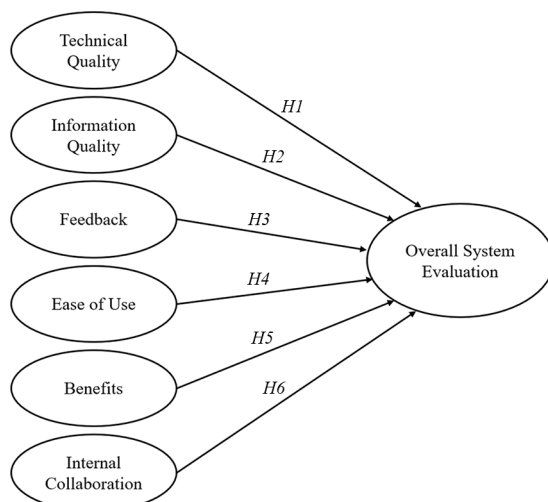 Technical
Quality
H1
Information
Quality
H2
Feedback
H3
Overall System
Evaluation
Ease of Use
H4
Benefits
H5
Internal
Collaboration
H6